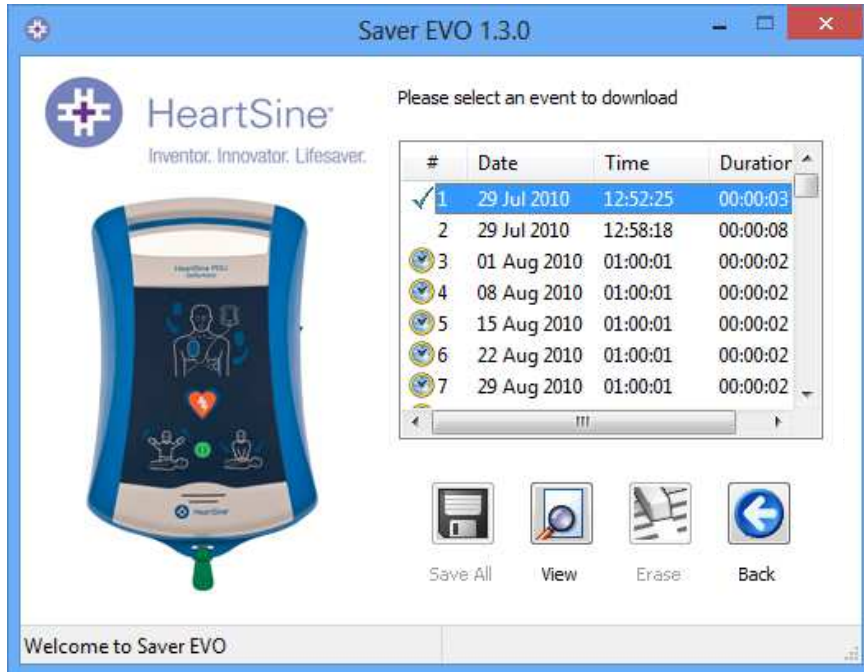 Saver EVO 1.3.0
HeartSine®
Inventor. Innovator. Lifesaver.
Please select an event to download
# Date Time Duration
1 29 Jul 2010 12:52:25 00:00:03
2 29 Jul 2010 12:58:18 00:00:08
3 01 Aug 2010 01:00:01 00:00:02
4 08 Aug 2010 01:00:01 00:00:02
5 15 Aug 2010 01:00:01 00:00:02
6 22 Aug 2010 01:00:01 00:00:02
7 29 Aug 2010 01:00:01 00:00:02
HeartSine PDU
HeartSine
Save All View Erase Back
Welcome to Saver EVO